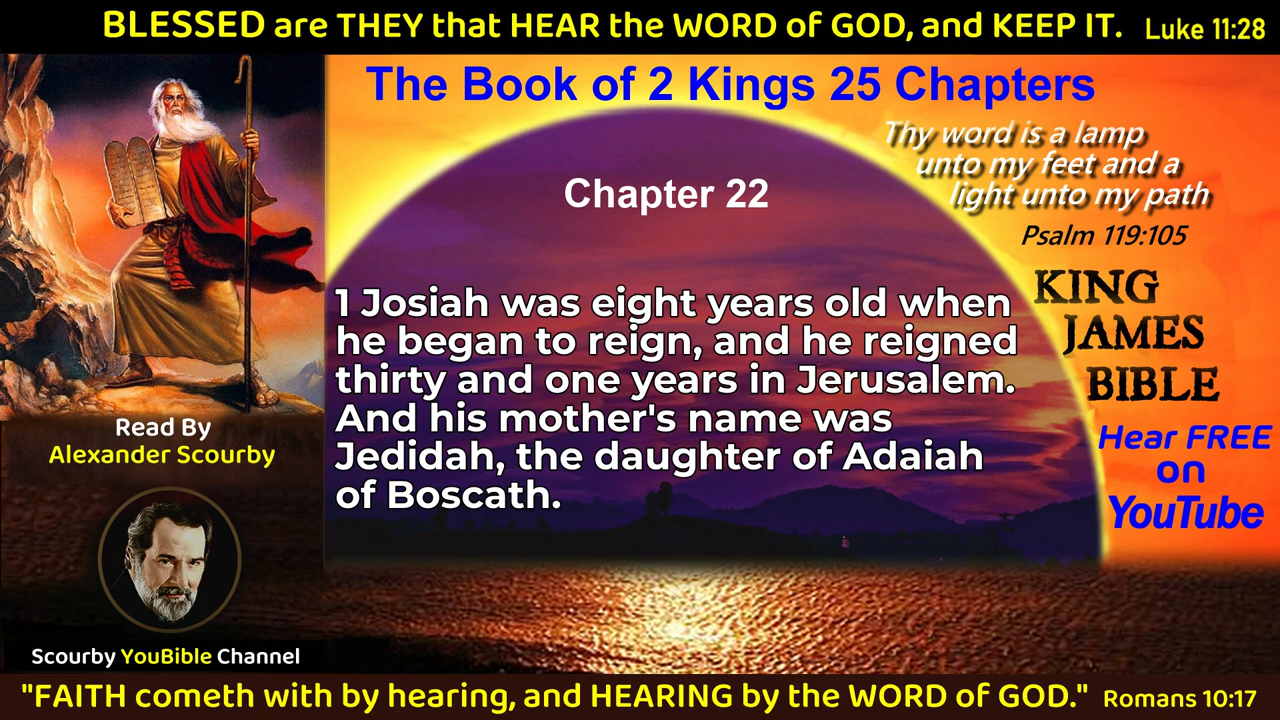 BLESSED are THEY that HEAR the WORD of GOD, and KEEP IT. Luke 11:28
The Book of 2 Kings 25 Chapters
Thy word is a lamp
unto my feet and a
light unto my path
Psalm 119:105
Chapter 22
KING
JAMES
BIBLE
1 Josiah was eight years old when
he began to reign, and he reigned
thirty and one years in Jerusalem.
And his mother's name was
Jedidah, the daughter of Adaiah
of Boscath.
Hear FREE
on
YouTube
Read By
Alexander Scourby
Scourby YouBible Channel
"FAITH cometh with by hearing, and HEARING by the WORD of GOD." Romans 10:17